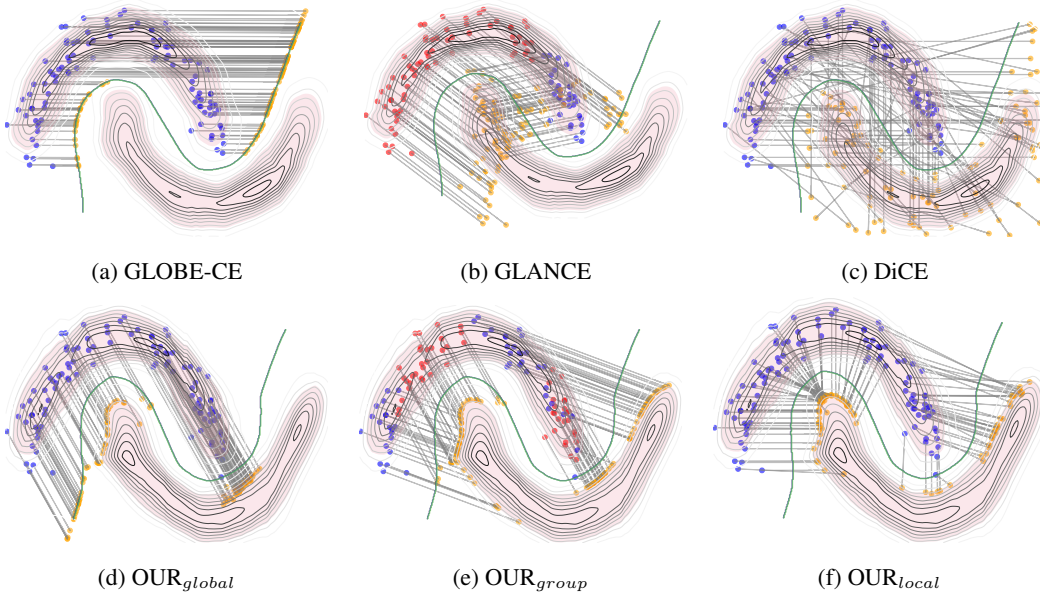 (a) GLOBE-CE
(b) GLANCE
(c) DiCE
(d) OUR_global
(e) OUR_group
(f) OUR_local